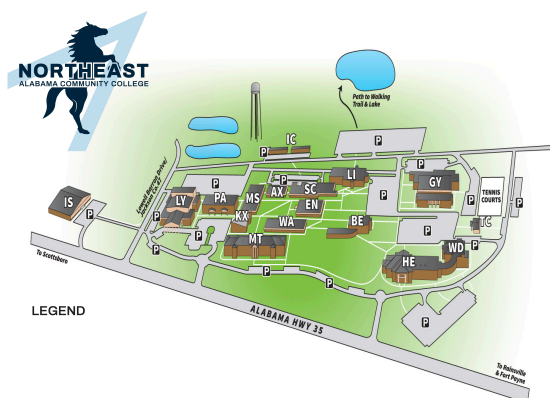 NORTHEAST
ALABAMA COMMUNITY COLLEGE
Path to Walking
Trail & Lake
IC
P
P
P
LI
GY
TENNIS
COURTS
P
P
P
P
AX
SC
MS
EN
PA
LY
KX
WA
BE
P
P
IC
IS
P
P
MT
WD
P
HE
P
P
P
P
To Scottsboro
ALABAMA HWY 35
P
To Rainsville
& Fort Payne
LEGEND